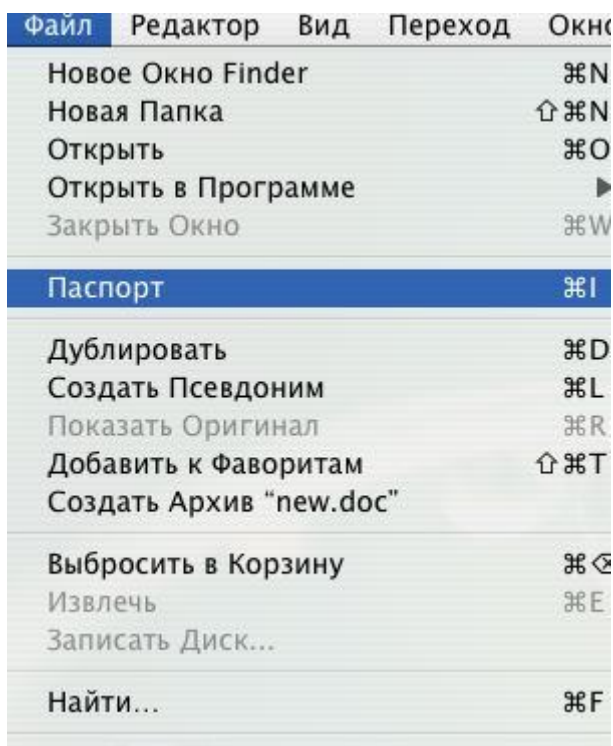 Файл Редактор Вид Переход Окно
Новое Окно Finder ⌘N
Новая Папка ⇧⌘N
Открыть ⌘O
Открыть в Программе ▶
Закрыть Окно ⌘W
Паспорт ⌘I
Дублировать ⌘D
Создать Псевдоним ⌘L
Показать Оригинал ⌘R
Добавить к Фаворитам ⇧⌘T
Создать Архив “new.doc”
Выбросить в Корзину ⌘⌫
Извлечь ⌘E
Записать Диск...
Найти... ⌘F